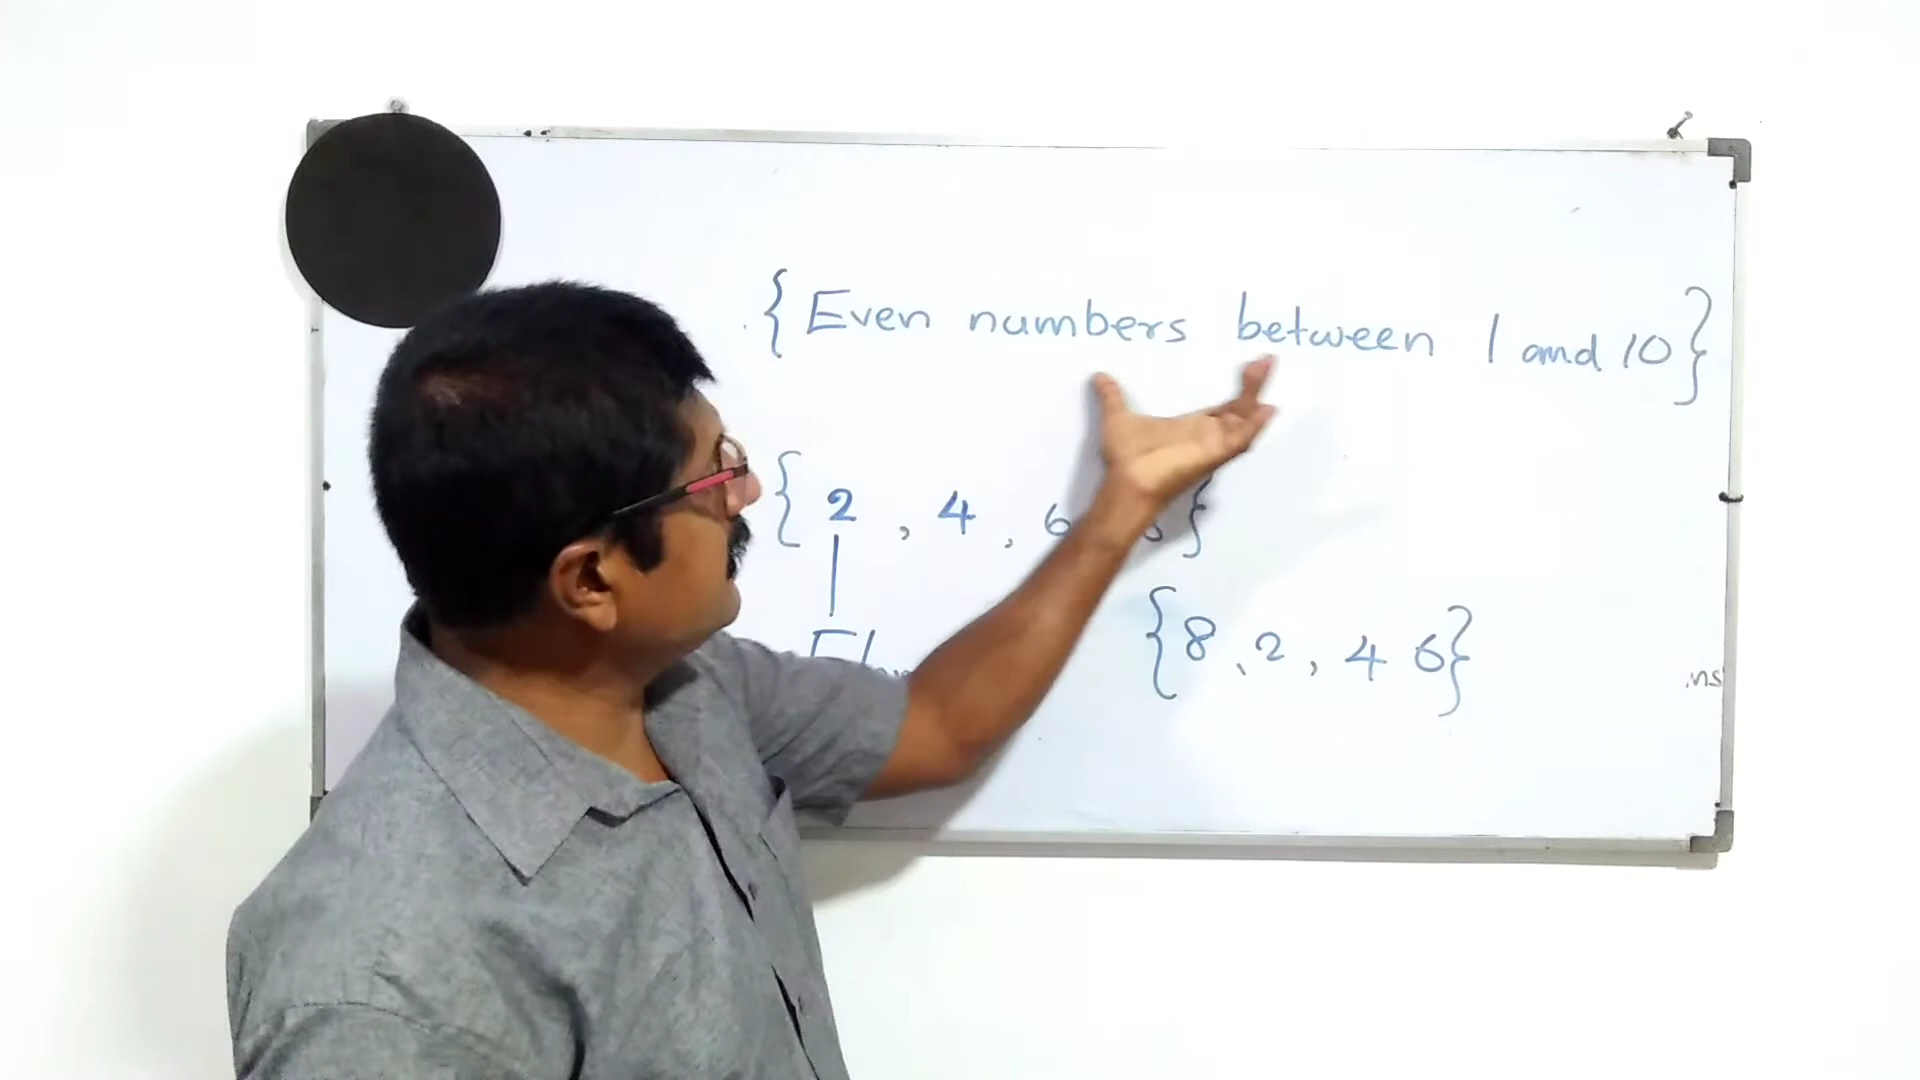 {Even numbers between 1 and 10}
{2, 4, 6 }
{8, 2, 4 6}